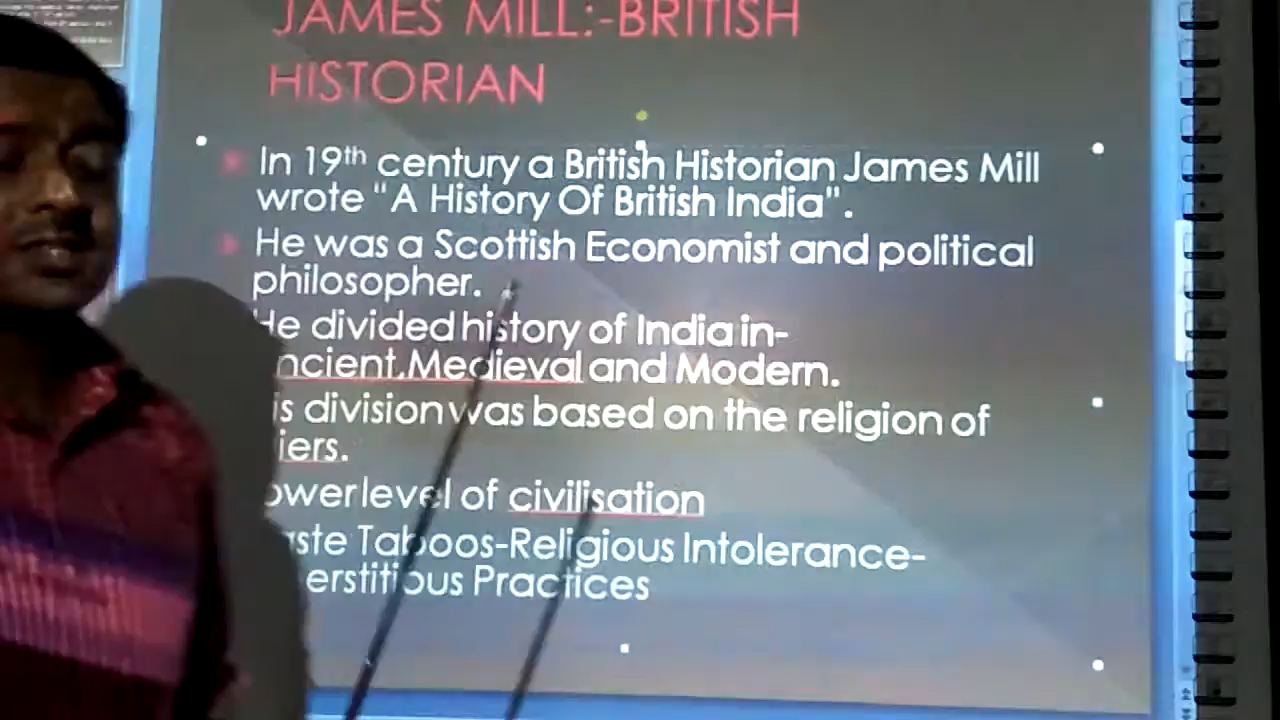 JAMES MILL:-BRITISH
HISTORIAN
In 19th century a British Historian James Mill
wrote "A History Of British India".
He was a Scottish Economist and political
philosopher.
He divided history of India in-
ncient,Medieval and Modern.
is division was based on the religion of
iers.
ower level of civilisation
aste Taboos-Religious Intolerance-
erstitious Practices